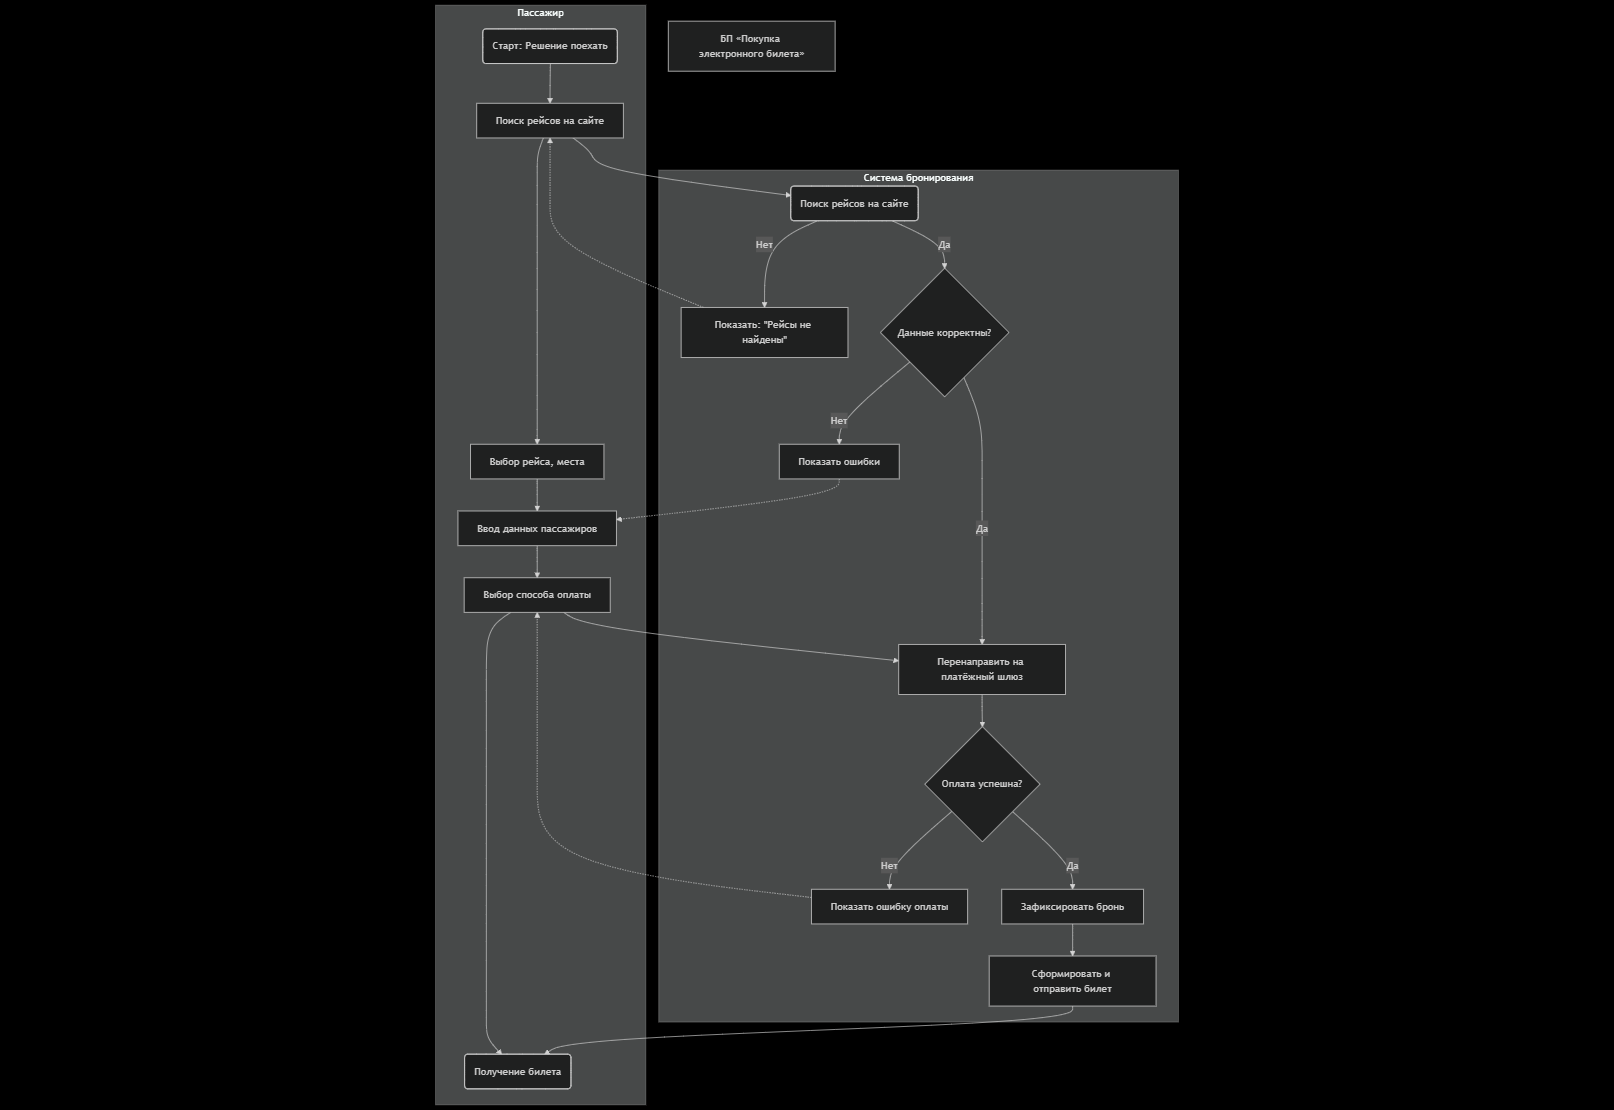 Пассажир
Старт: Решение поехать
БП «Покупка
электронного билета»
Поиск рейсов на сайте
Система бронирования
Поиск рейсов на сайте
Нет
Да
Показать: "Рейсы не
найдены"
Данные корректны?
Нет
Показать ошибки
Выбор рейса, места
Ввод данных пассажиров
Да
Выбор способа оплаты
Перенаправить на
платёжный шлюз
Оплата успешна?
Нет
Да
Показать ошибку оплаты
Зафиксировать бронь
Сформировать и
отправить билет
Получение билета